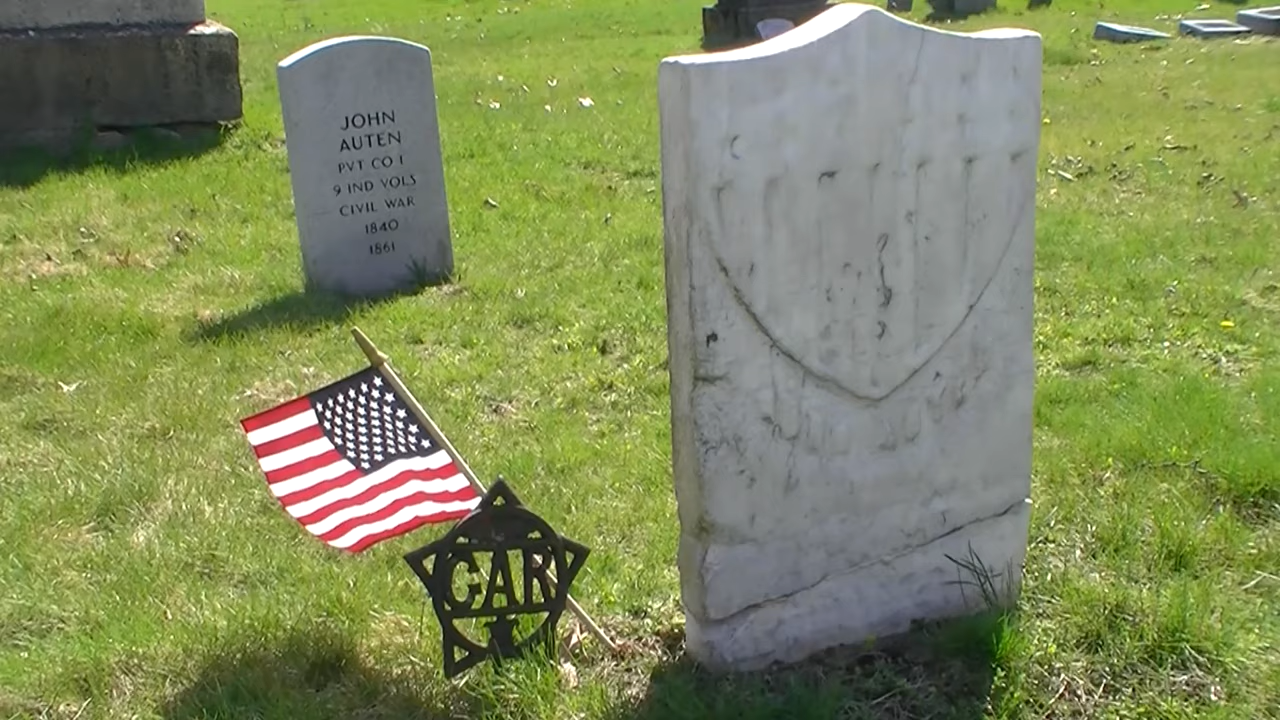 JOHN
AUTEN
PVT CO I
9 IND VOLS
CIVIL WAR
1840
1861
GAR